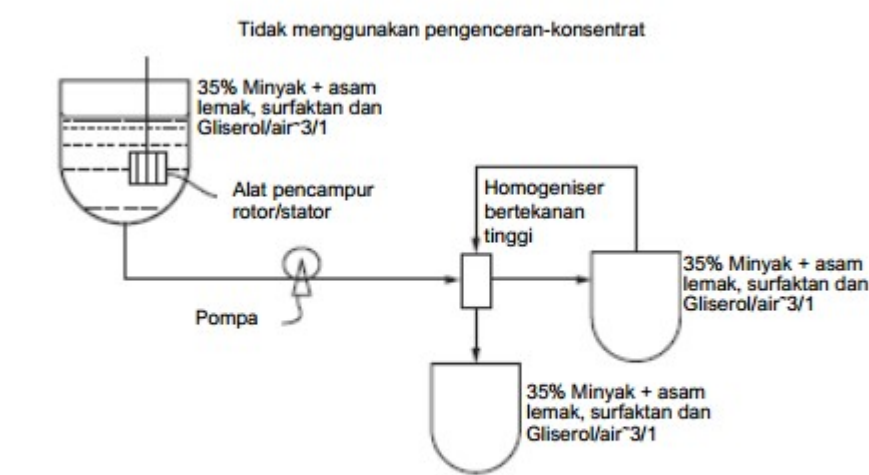 Tidak menggunakan pengenceran-konsentrat
35% Minyak + asam
lemak, surfaktan dan
Gliserol/air~3/1
Alat pencampur
rotor/stator
Homogeniser
bertekanan
tinggi
35% Minyak + asam
lemak, surfaktan dan
Gliserol/air~3/1
Pompa
35% Minyak + asam
lemak, surfaktan dan
Gliserol/air~3/1